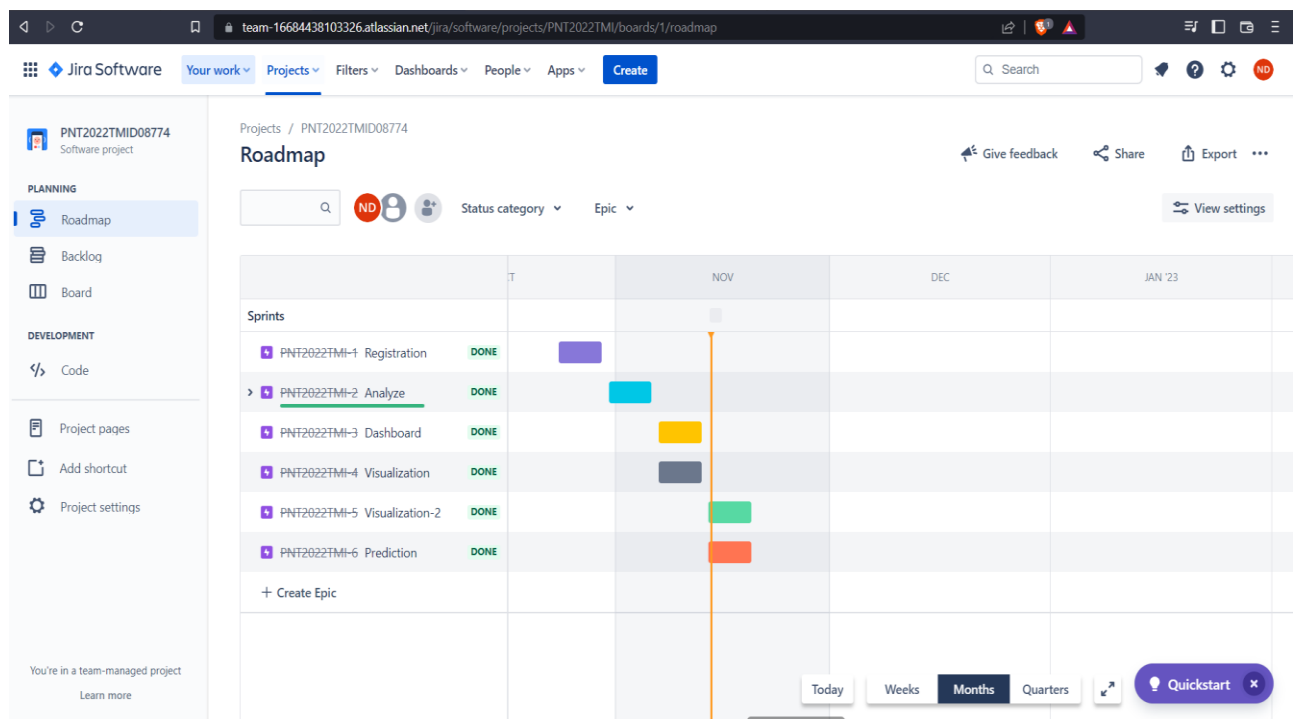 team-16684438103326.atlassian.net/jira/software/projects/PNT2022TMI/boards/1/roadmap
Jira Software Your work Projects Filters Dashboards People Apps Create Search ND
PNT2022TMID08774
Software project
PLANNING
Roadmap
Backlog
Board
DEVELOPMENT
Code
Project pages
Add shortcut
Project settings
You're in a team-managed project
Learn more
Projects / PNT2022TMID08774
Roadmap
Give feedback Share Export
ND Status category Epic View settings
NOV DEC JAN '23
Sprints
PNT2022TMI-1 Registration DONE
PNT2022TMI-2 Analyze DONE
PNT2022TMI-3 Dashboard DONE
PNT2022TMI-4 Visualization DONE
PNT2022TMI-5 Visualization-2 DONE
PNT2022TMI-6 Prediction DONE
+ Create Epic
Today Weeks Months Quarters Quickstart